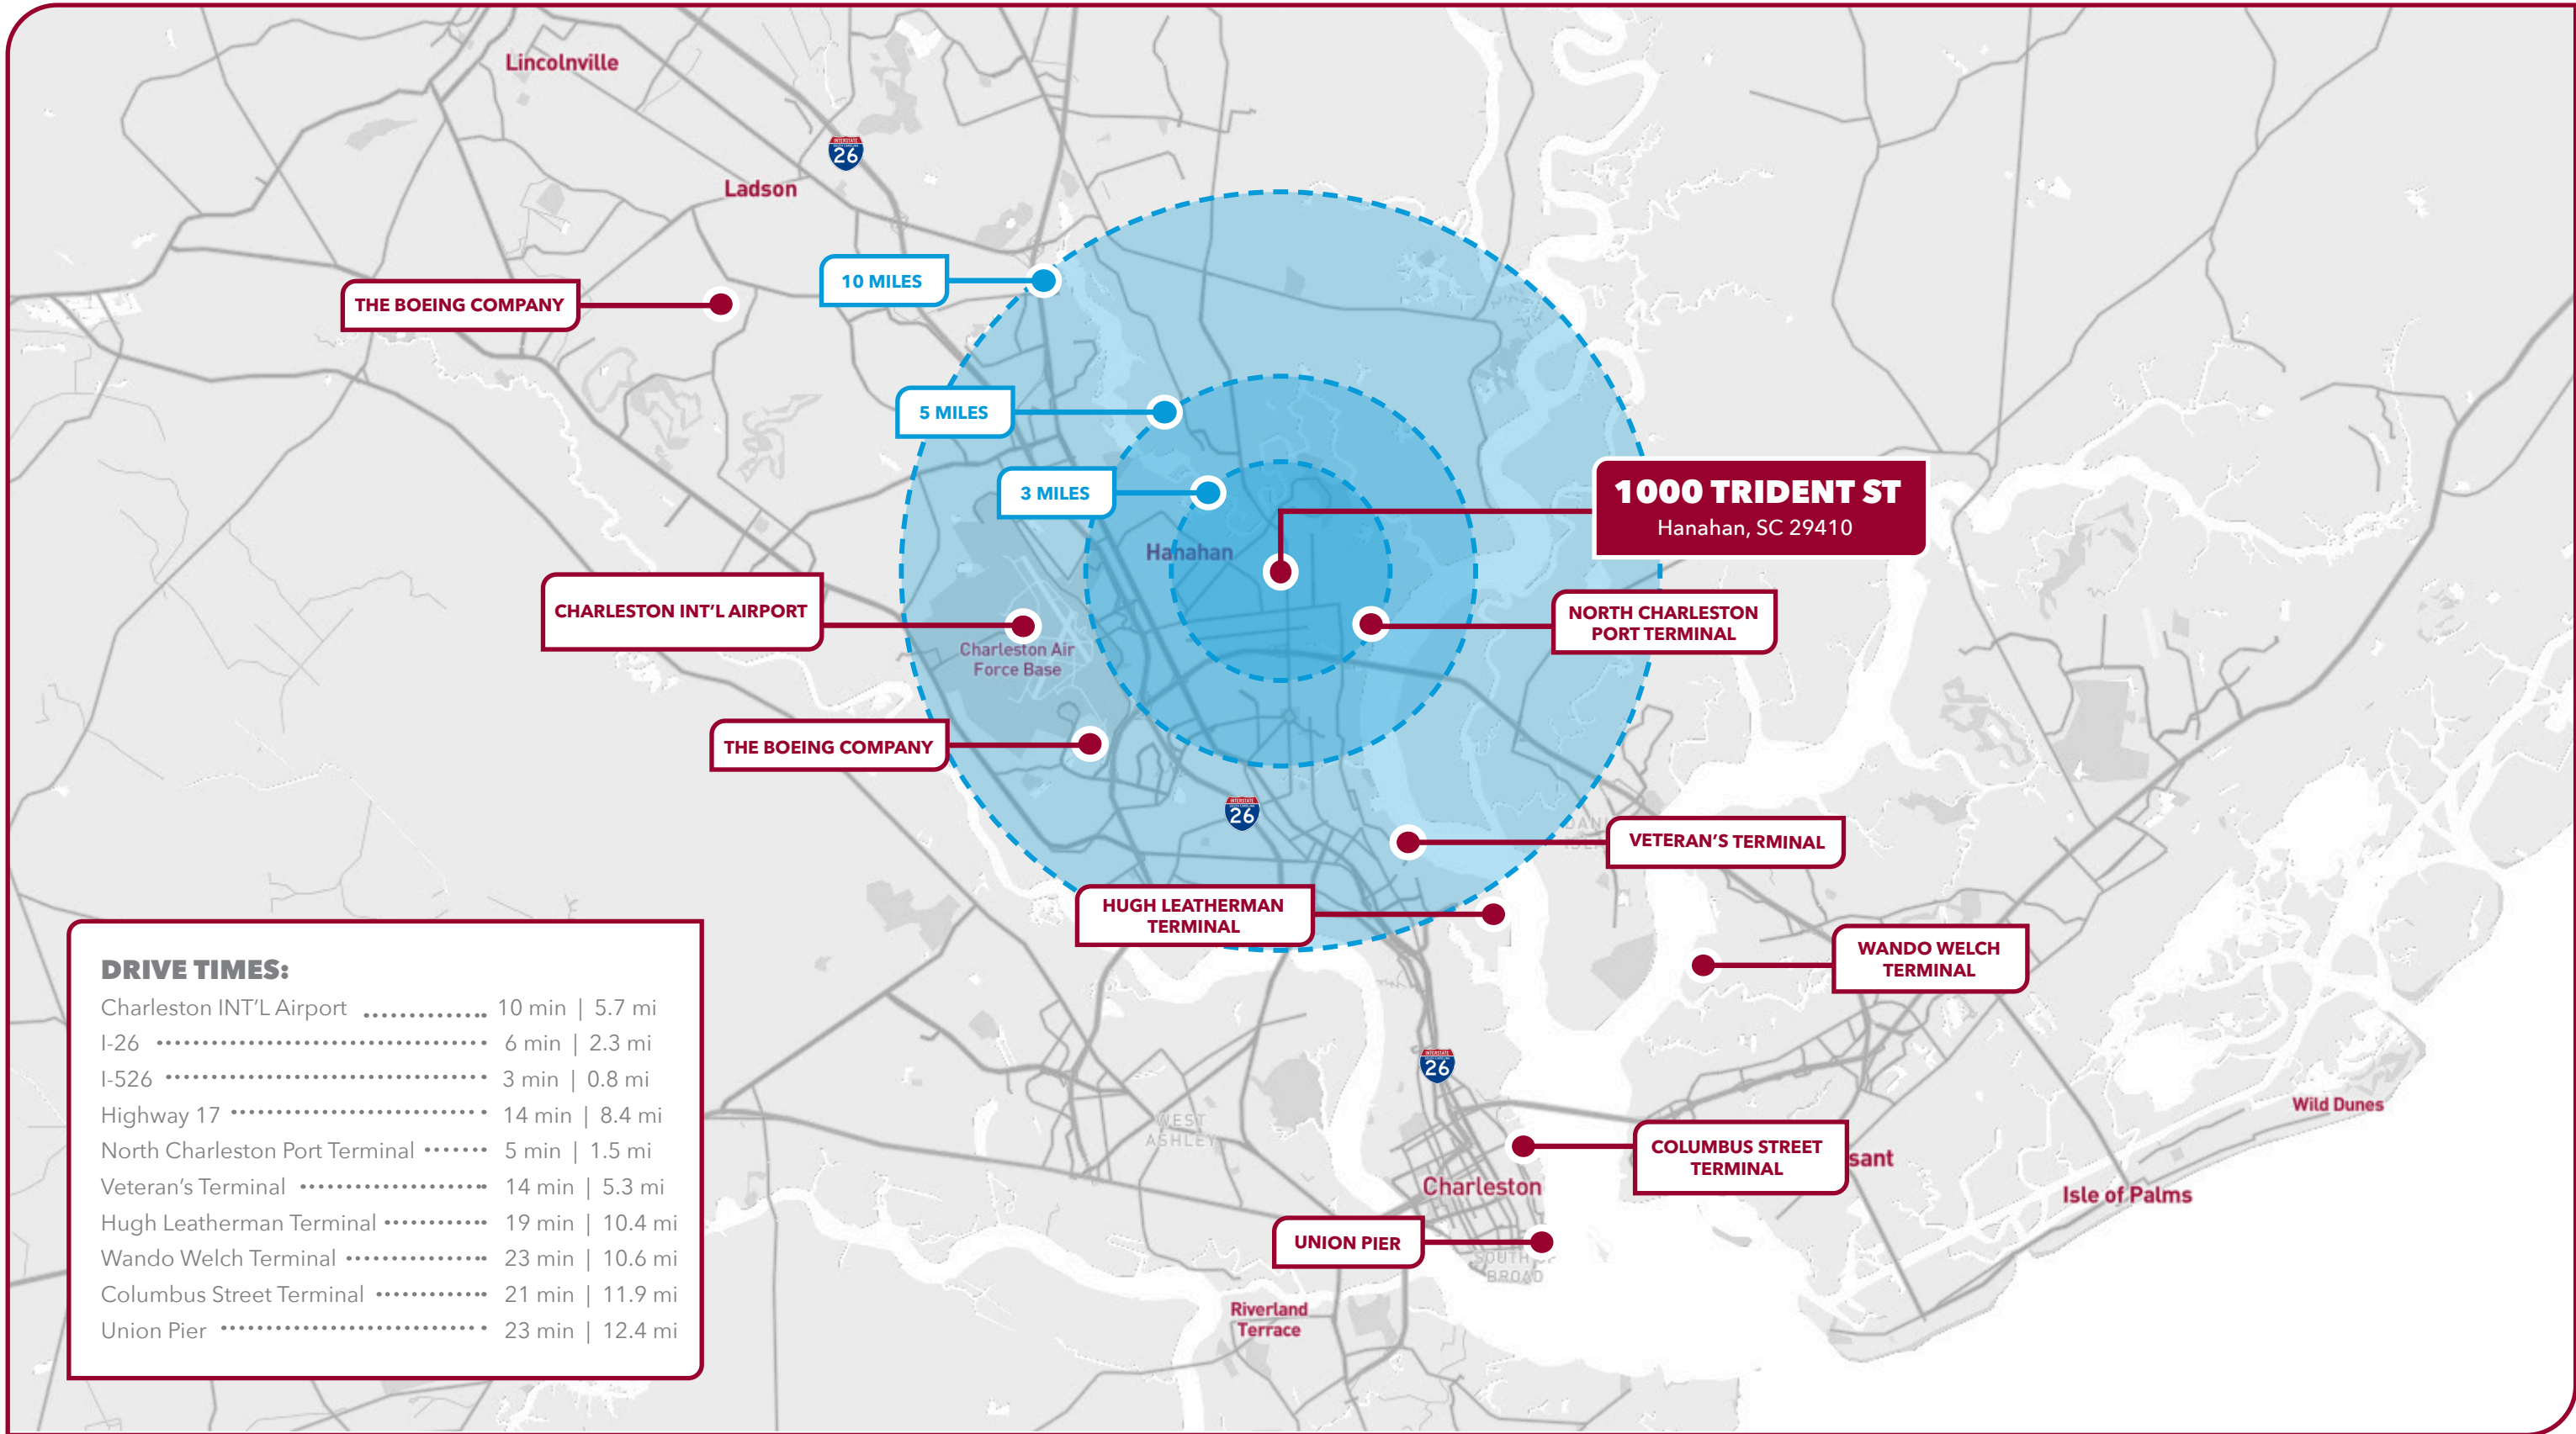 Lincolnville
INTERSTATE
26
Ladson
10 MILES
THE BOEING COMPANY
5 MILES
3 MILES
1000 TRIDENT ST
Hanahan, SC 29410
Hanahan
CHARLESTON INT'L AIRPORT
NORTH CHARLESTON
PORT TERMINAL
Charleston Air
Force Base
THE BOEING COMPANY
INTERSTATE
26
VETERAN'S TERMINAL
HUGH LEATHERMAN
TERMINAL
WANDO WELCH
TERMINAL
DRIVE TIMES:
Charleston INT'L Airport ............. 10 min | 5.7 mi
I-26 .................................... 6 min | 2.3 mi
I-526 ................................... 3 min | 0.8 mi
Highway 17 ............................ 14 min | 8.4 mi
North Charleston Port Terminal ....... 5 min | 1.5 mi
Veteran's Terminal .................... 14 min | 5.3 mi
Hugh Leatherman Terminal ........... 19 min | 10.4 mi
Wando Welch Terminal ............... 23 min | 10.6 mi
Columbus Street Terminal ............ 21 min | 11.9 mi
Union Pier ............................. 23 min | 12.4 mi
INTERSTATE
26
WEST
ASHLEY
Wild Dunes
COLUMBUS STREET
TERMINAL
sant
Charleston
Isle of Palms
UNION PIER
SOUTH
BROAD
Riverland
Terrace